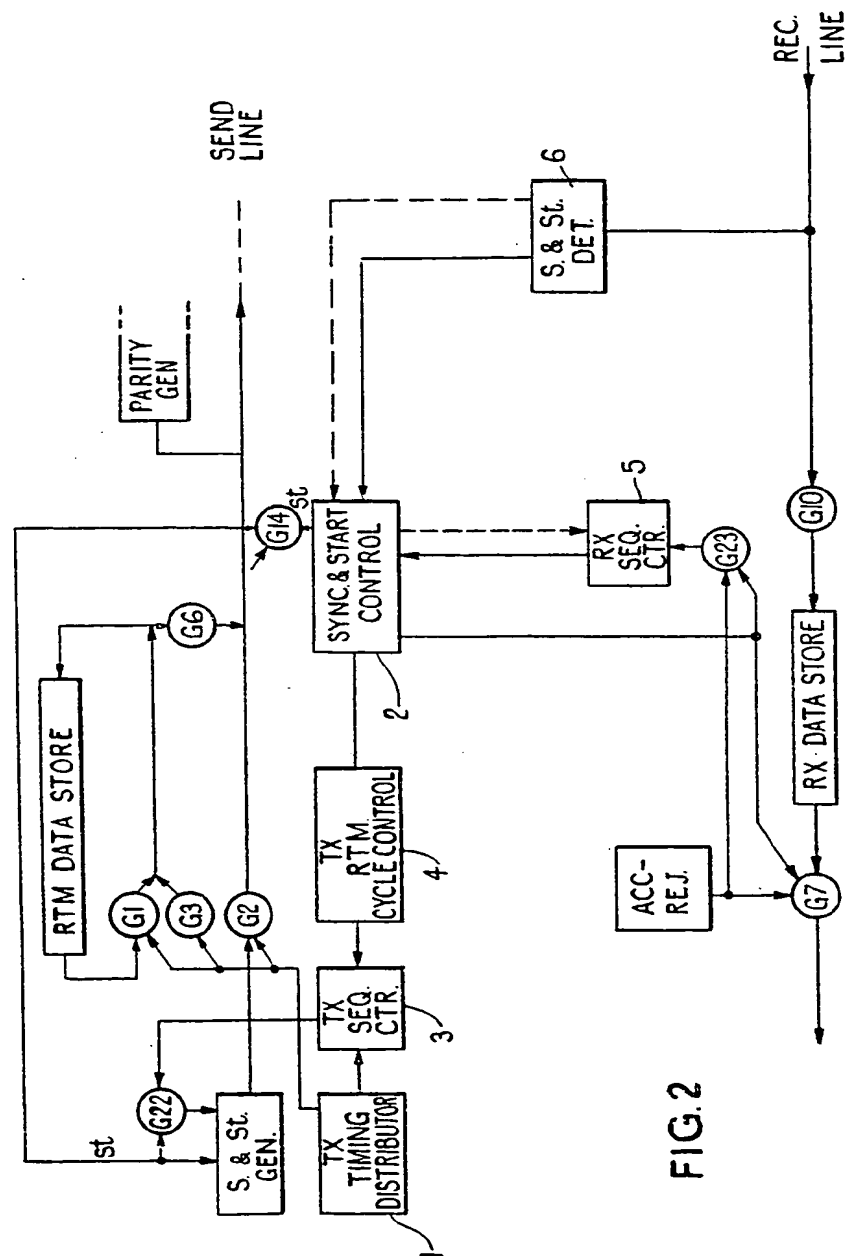 st
G22
S. & St.
GEN.
TX
TIMING
DISTRIBUTOR
1
RTM DATA STORE
G1
G3
G2
G6
PARITY
GEN
SEND
LINE
TX
SEQ.
CTR.
3
TX
RTM.
CYCLE CONTROL
4
G14
st
SYNC. & START
CONTROL
2
S. & St.
DET.
6
RX
SEQ.
CTR.
5
G23
ACC-
REJ.
G7
RX DATA STORE
G10
REC.
LINE
FIG. 2